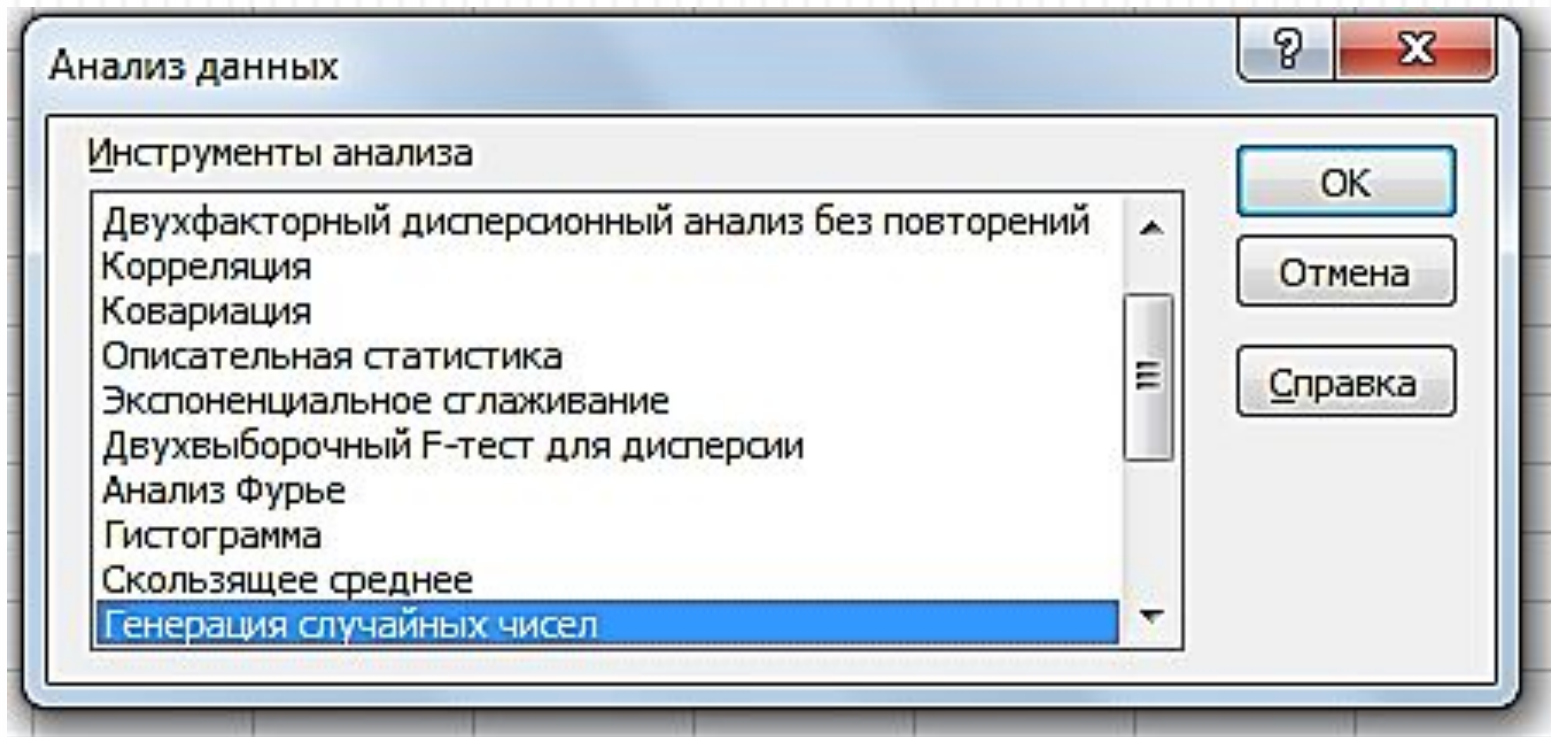 Анализ данных
?
Инструменты анализа
Двухфакторный дисперсионный анализ без повторений
Корреляция
Ковариация
Описательная статистика
Экспоненциальное сглаживание
Двухвыборочный F-тест для дисперсии
Анализ Фурье
Гистограмма
Скользящее среднее
Генерация случайных чисел
ОК
Отмена
Справка